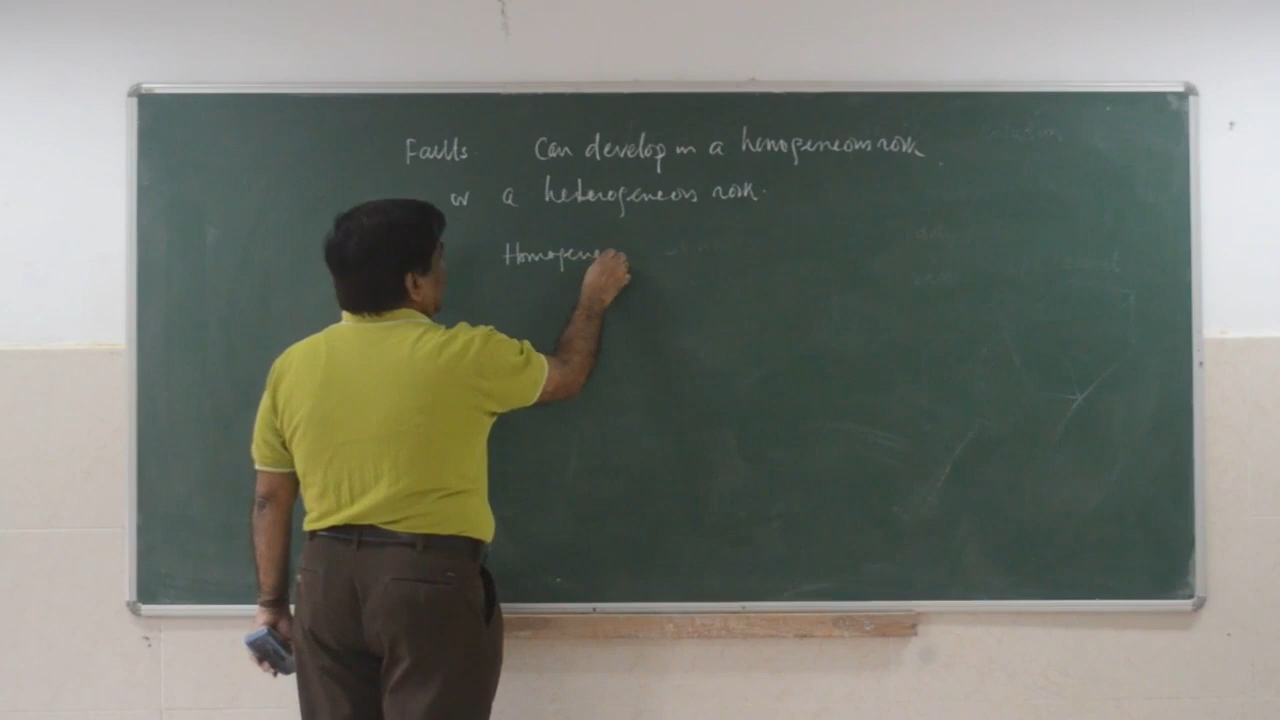 Faults. Can develop in a homogeneous rock
or a heterogeneous rock.
Homogene